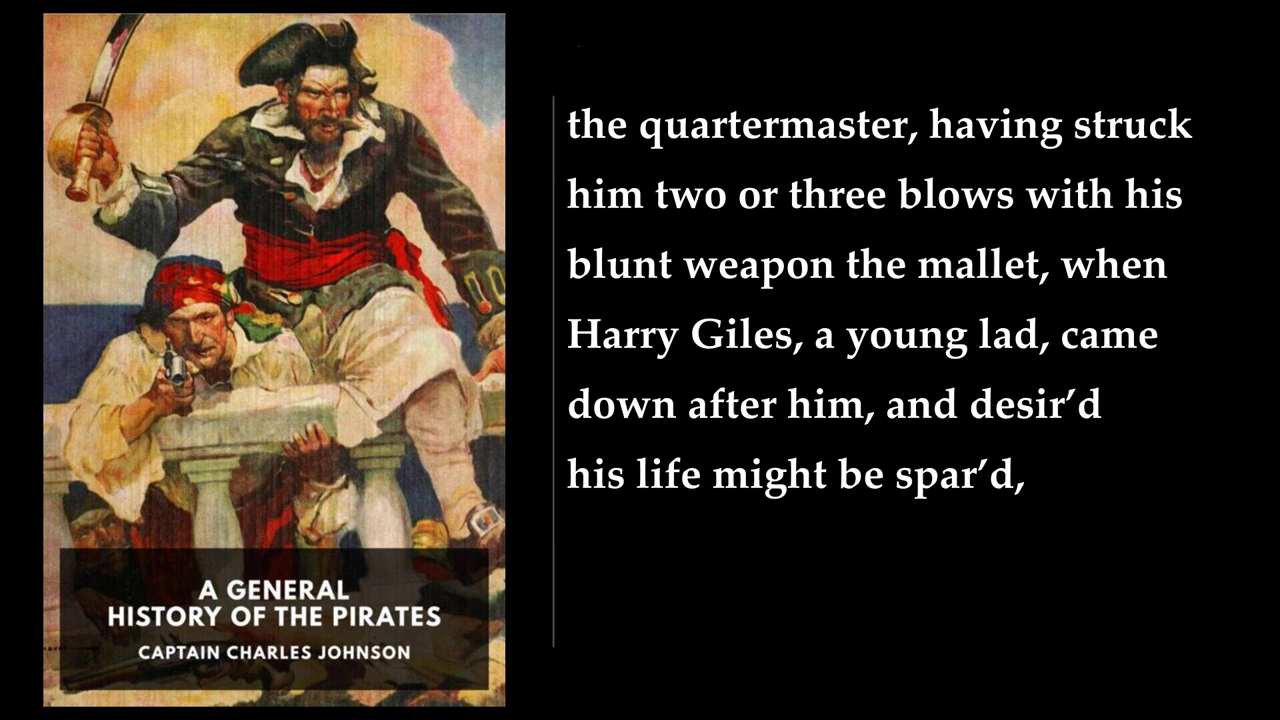 A GENERAL
HISTORY OF THE PIRATES
CAPTAIN CHARLES JOHNSON
the quartermaster, having struck
him two or three blows with his
blunt weapon the mallet, when
Harry Giles, a young lad, came
down after him, and desir’d
his life might be spar’d,